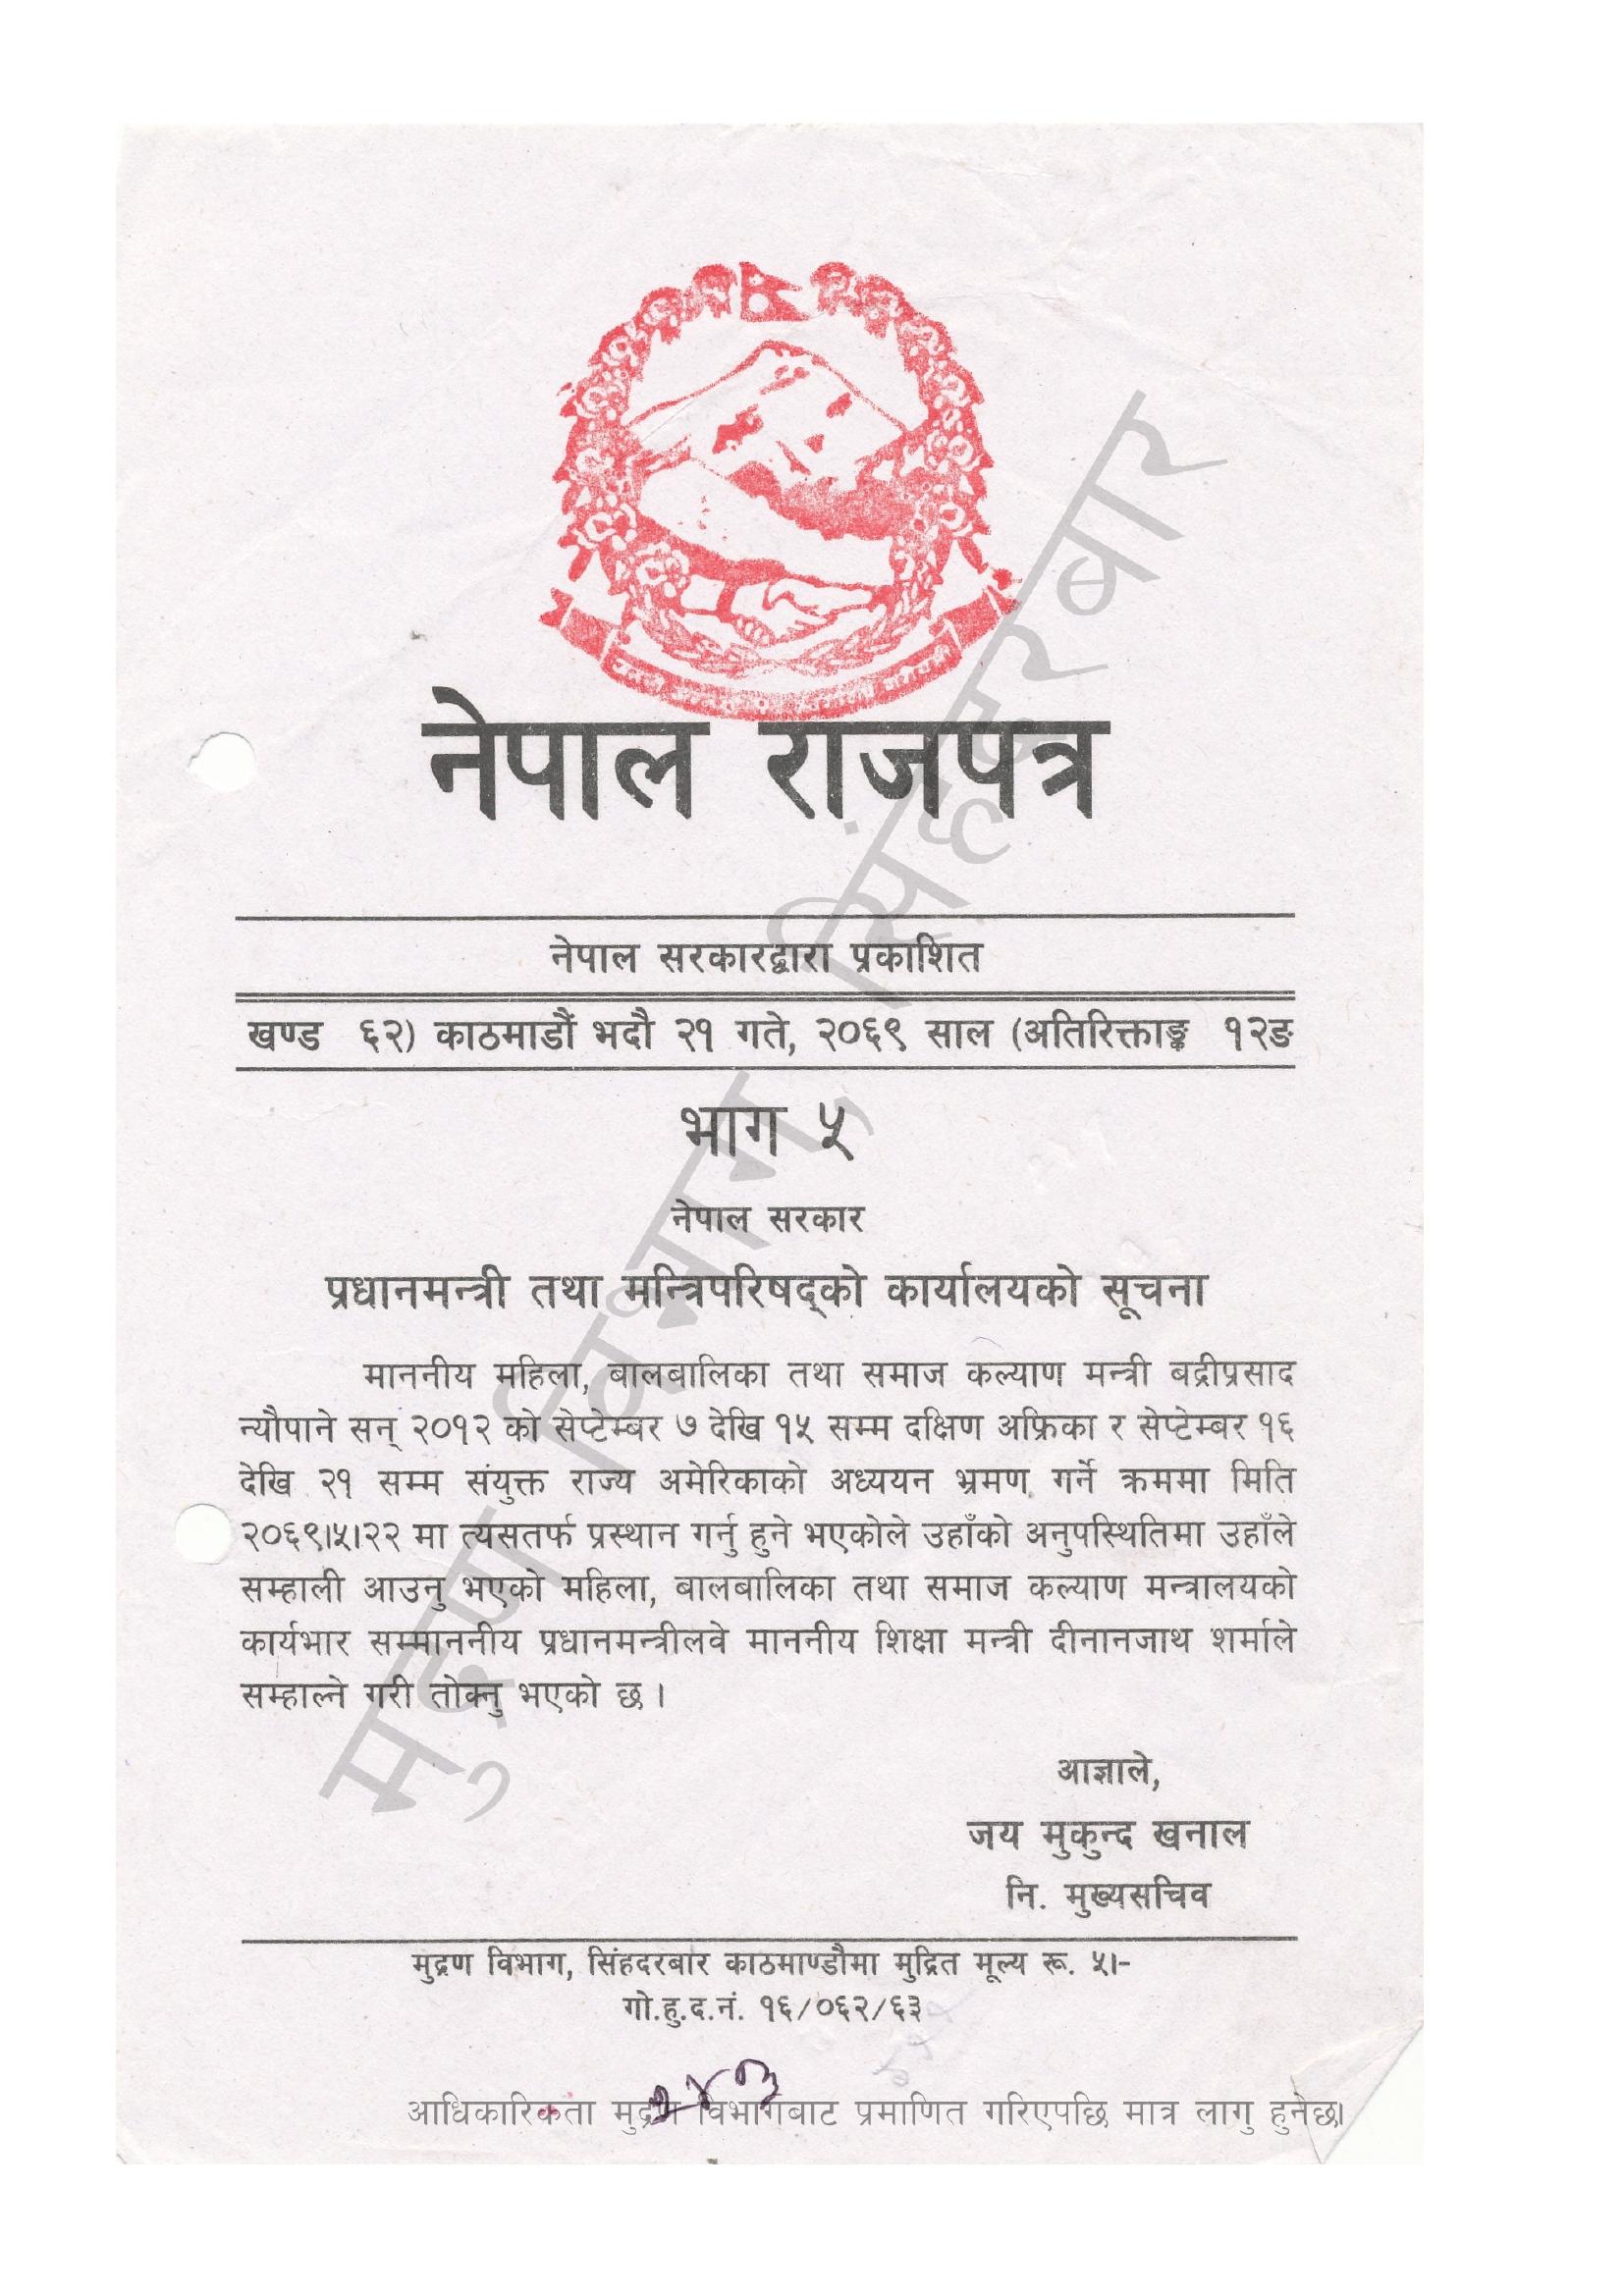 नेपाल राजपत्र
नेपाल सरकारद्वारा प्रकाशित
खण्ड ६२) काठमाडौं भदौ २१ गते, २०६९ साल (अतिरिक्ताङ्क १२ङ
भाग ५
नेपाल सरकार
प्रधानमन्त्री तथा मन्त्रिपरिषद्को कार्यालयको सूचना
माननीय महिला, बालबालिका तथा समाज कल्याण मन्त्री बद्रीप्रसाद
न्यौपाने सन् २०१२ को सेप्टेम्बर ७ देखि १५ सम्म दक्षिण अफ्रिका र सेप्टेम्बर १६
देखि २१ सम्म संयुक्त राज्य अमेरिकाको अध्ययन भ्रमण गर्ने क्रममा मिति
२०६९।५।२२ मा त्यसतर्फ प्रस्थान गर्नु हुने भएकोले उहाँको अनुपस्थितिमा उहाँले
सम्हाली आउनु भएको महिला, बालबालिका तथा समाज कल्याण मन्त्रालयको
कार्यभार सम्माननीय प्रधानमन्त्रीलवे माननीय शिक्षा मन्त्री दीनानजाथ शर्माले
सम्हाल्ने गरी तोक्नु भएको छ ।
आज्ञाले,
जय मुकुन्द खनाल
नि. मुख्यसचिव
मुद्रण विभाग, सिंहदरबार काठमाण्डौमा मुद्रित मूल्य रू. ५।-
गो.हु.द.नं. १६/०६२/६३
आधिकारिकता मुद्रण विभागबाट प्रमाणित गरिएपछि मात्र लागु हुनेछ।
मुद्रण विभाग, सिंहदरबार